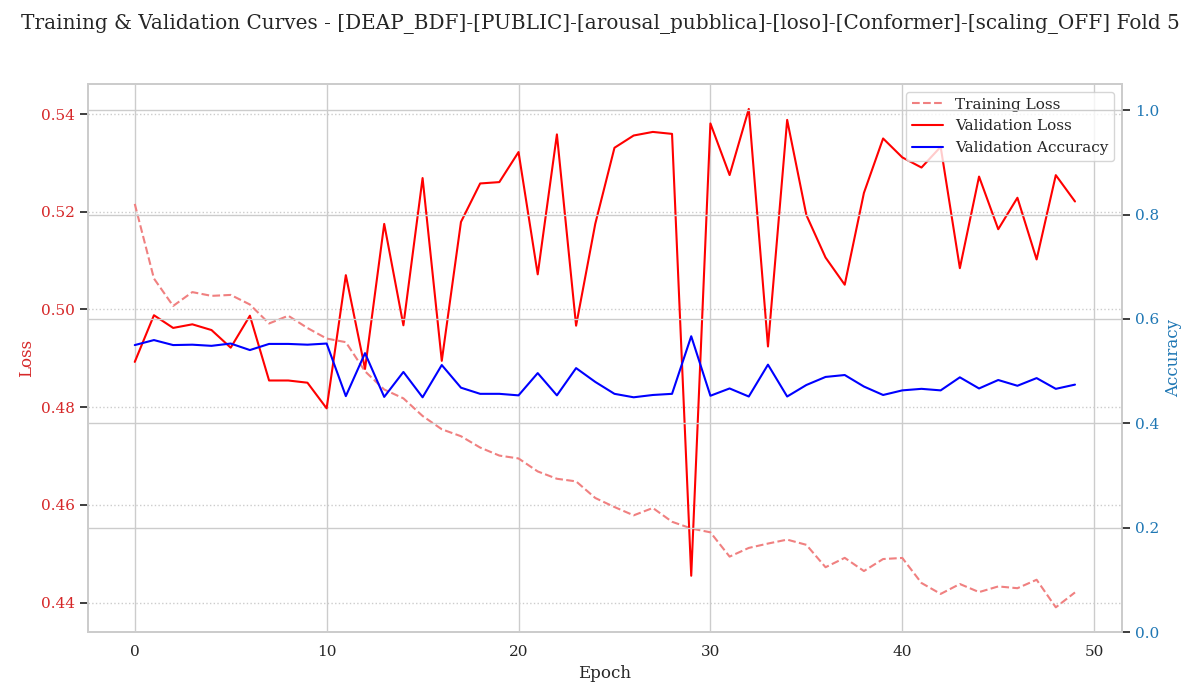 Training & Validation Curves - [DEAP_BDF]-[PUBLIC]-[arousal_pubblica]-[loso]-[Conformer]-[scaling_OFF] Fold 5
Training Loss
Validation Loss
Validation Accuracy
Loss
0.54
0.52
0.50
0.48
0.46
0.44
Accuracy
1.0
0.8
0.6
0.4
0.2
0.0
0
10
20
30
40
50
Epoch